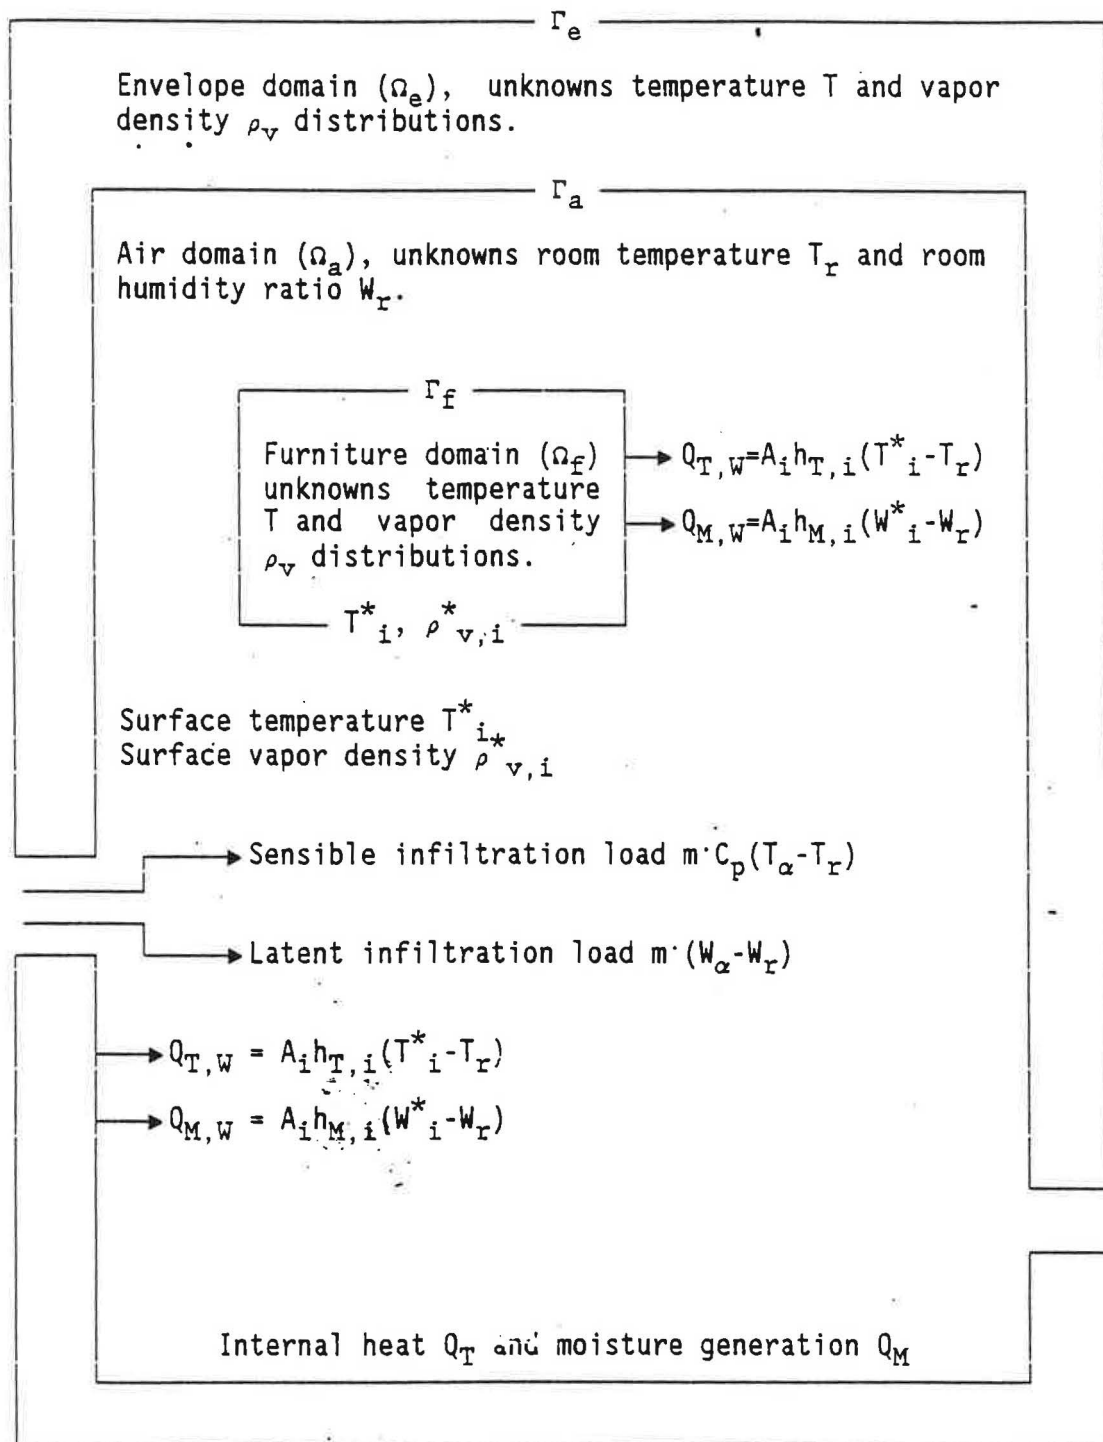 Γe
Envelope domain (Ωe), unknowns temperature T and vapor
density ρv distributions.
Γa
Air domain (Ωa), unknowns room temperature Tr and room
humidity ratio Wr.
Γf
Furniture domain (Ωf)
unknowns temperature
T and vapor density
ρv distributions.
T*i, ρ*v,i
QT,W=AihT,i(T*i-Tr)
QM,W=AihM,i(W*i-Wr)
Surface temperature T*i
Surface vapor density ρ*v,i
Sensible infiltration load m·Cp(Tα-Tr)
Latent infiltration load m·(Wα-Wr)
QT,W = AihT,i(T*i-Tr)
QM,W = AihM,i(W*i-Wr)
Internal heat QT and moisture generation QM